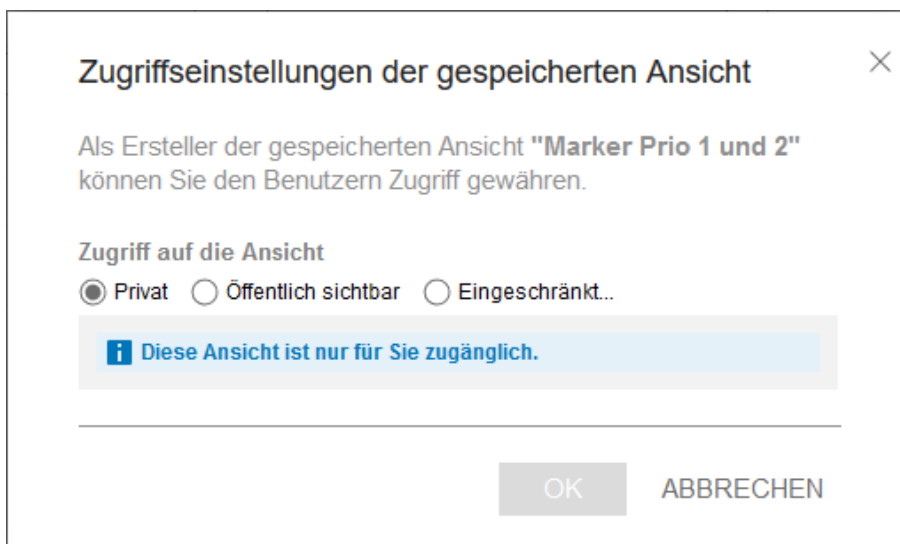 Zugriffseinstellungen der gespeicherten Ansicht
Als Ersteller der gespeicherten Ansicht "Marker Prio 1 und 2"
können Sie den Benutzern Zugriff gewähren.
Zugriff auf die Ansicht
Privat Öffentlich sichtbar Eingeschränkt...
Diese Ansicht ist nur für Sie zugänglich.
OK ABBRECHEN